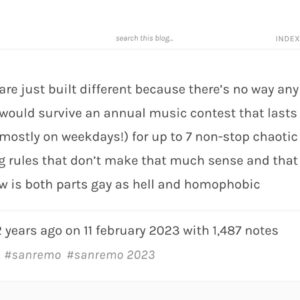 search this blog...
INDEX
are just built different because there's no way any
would survive an annual music contest that lasts
mostly on weekdays!) for up to 7 non-stop chaotic
g rules that don't make that much sense and that
w is both parts gay as hell and homophobic
2 years ago on 11 february 2023 with 1,487 notes
#sanremo #sanremo 2023